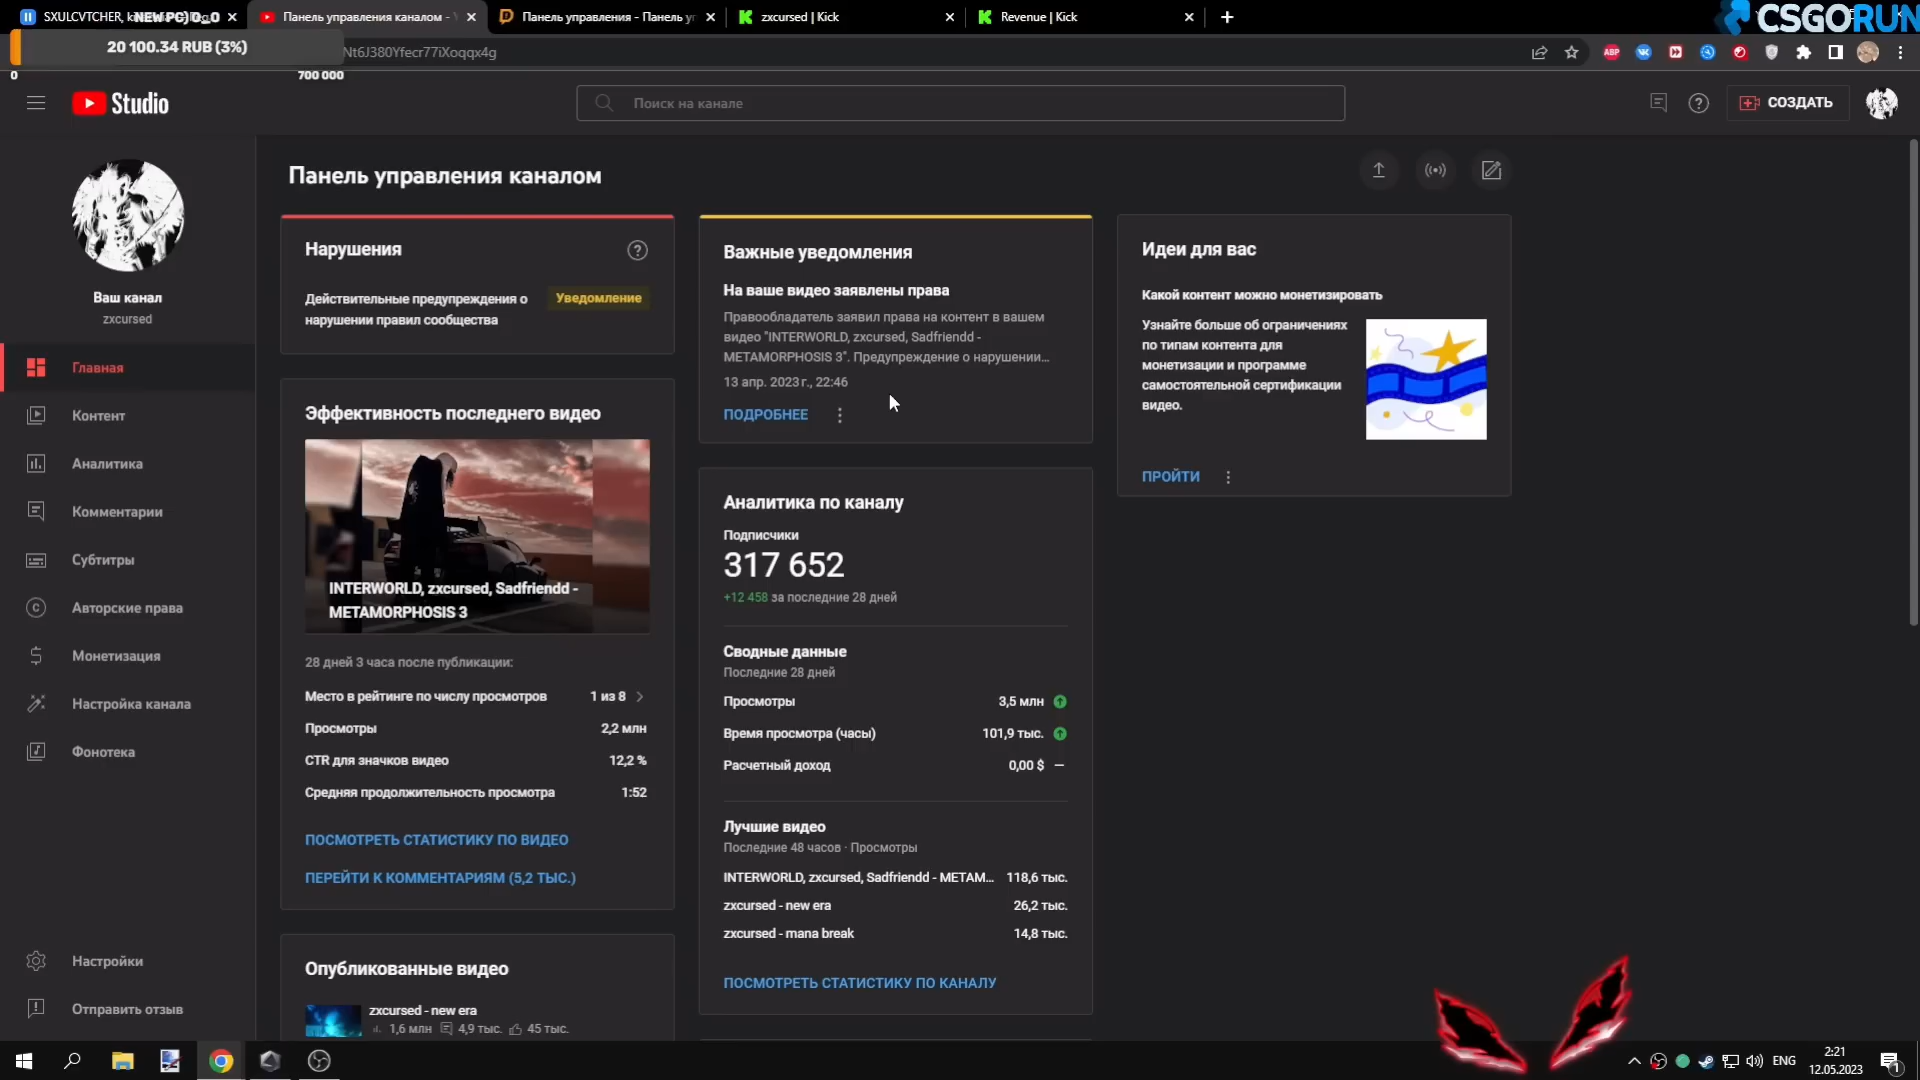 Панель управления каналом -
Панель управления - Панель у
zxcursed | Kick
Revenue | Kick
CSGORUN
20 100.34 RUB (3%)
Nt6J380Yfecr77iXoqgx4g
0
700 000
Studio
Поиск на канале
СОЗДАТЬ
Панель управления каналом
Ваш канал
zxcursed
Главная
Контент
Аналитика
Комментарии
Субтитры
Авторские права
Монетизация
Настройка канала
Фонотека
Настройки
Отправить отзыв
Нарушения
Действительные предупреждения о
нарушении правил сообщества
Уведомление
Эффективность последнего видео
INTERWORLD, zxcursed, Sadfriendd -
METAMORPHOSIS 3
28 дней 3 часа после публикации:
Место в рейтинге по числу просмотров 1 из 8
Просмотры 2,2 млн
CTR для значков видео 12,2 %
Средняя продолжительность просмотра 1:52
ПОСМОТРЕТЬ СТАТИСТИКУ ПО ВИДЕО
ПЕРЕЙТИ К КОММЕНТАРИЯМ (5,2 ТЫС.)
Опубликованные видео
zxcursed - new era
1,6 млн 4,9 тыс. 45 тыс.
Важные уведомления
На ваше видео заявлены права
Правообладатель заявил права на контент в вашем
видео "INTERWORLD, zxcursed, Sadfriendd -
METAMORPHOSIS 3". Предупреждение о нарушении...
13 апр. 2023 г., 22:46
ПОДРОБНЕЕ
Аналитика по каналу
Подписчики
317 652
+12 458 за последние 28 дней
Сводные данные
Последние 28 дней
Просмотры 3,5 млн
Время просмотра (часы) 101,9 тыс.
Расчетный доход 0,00 $ —
Лучшие видео
Последние 48 часов · Просмотры
INTERWORLD, zxcursed, Sadfriendd - METAM... 118,6 тыс.
zxcursed - new era 26,2 тыс.
zxcursed - mana break 14,8 тыс.
ПОСМОТРЕТЬ СТАТИСТИКУ ПО КАНАЛУ
Идеи для вас
Какой контент можно монетизировать
Узнайте больше об ограничениях
по типам контента для
монетизации и программе
самостоятельной сертификации
видео.
ПРОЙТИ
ENG
2:21
12.05.2023